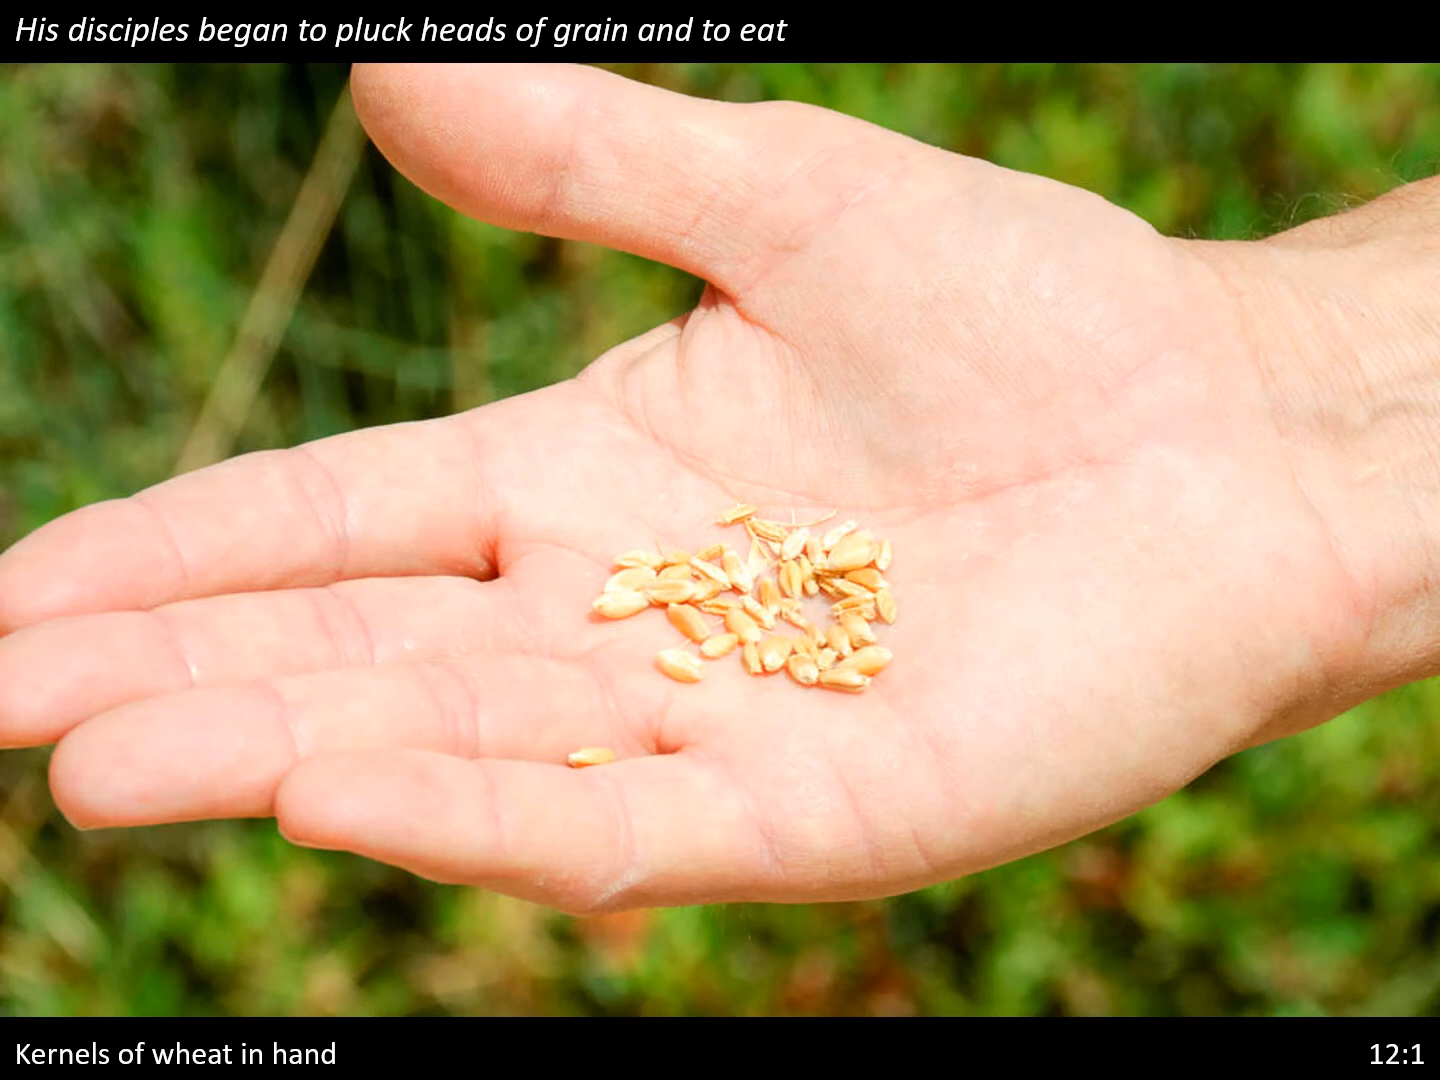 His disciples began to pluck heads of grain and to eat
Kernels of wheat in hand
12:1